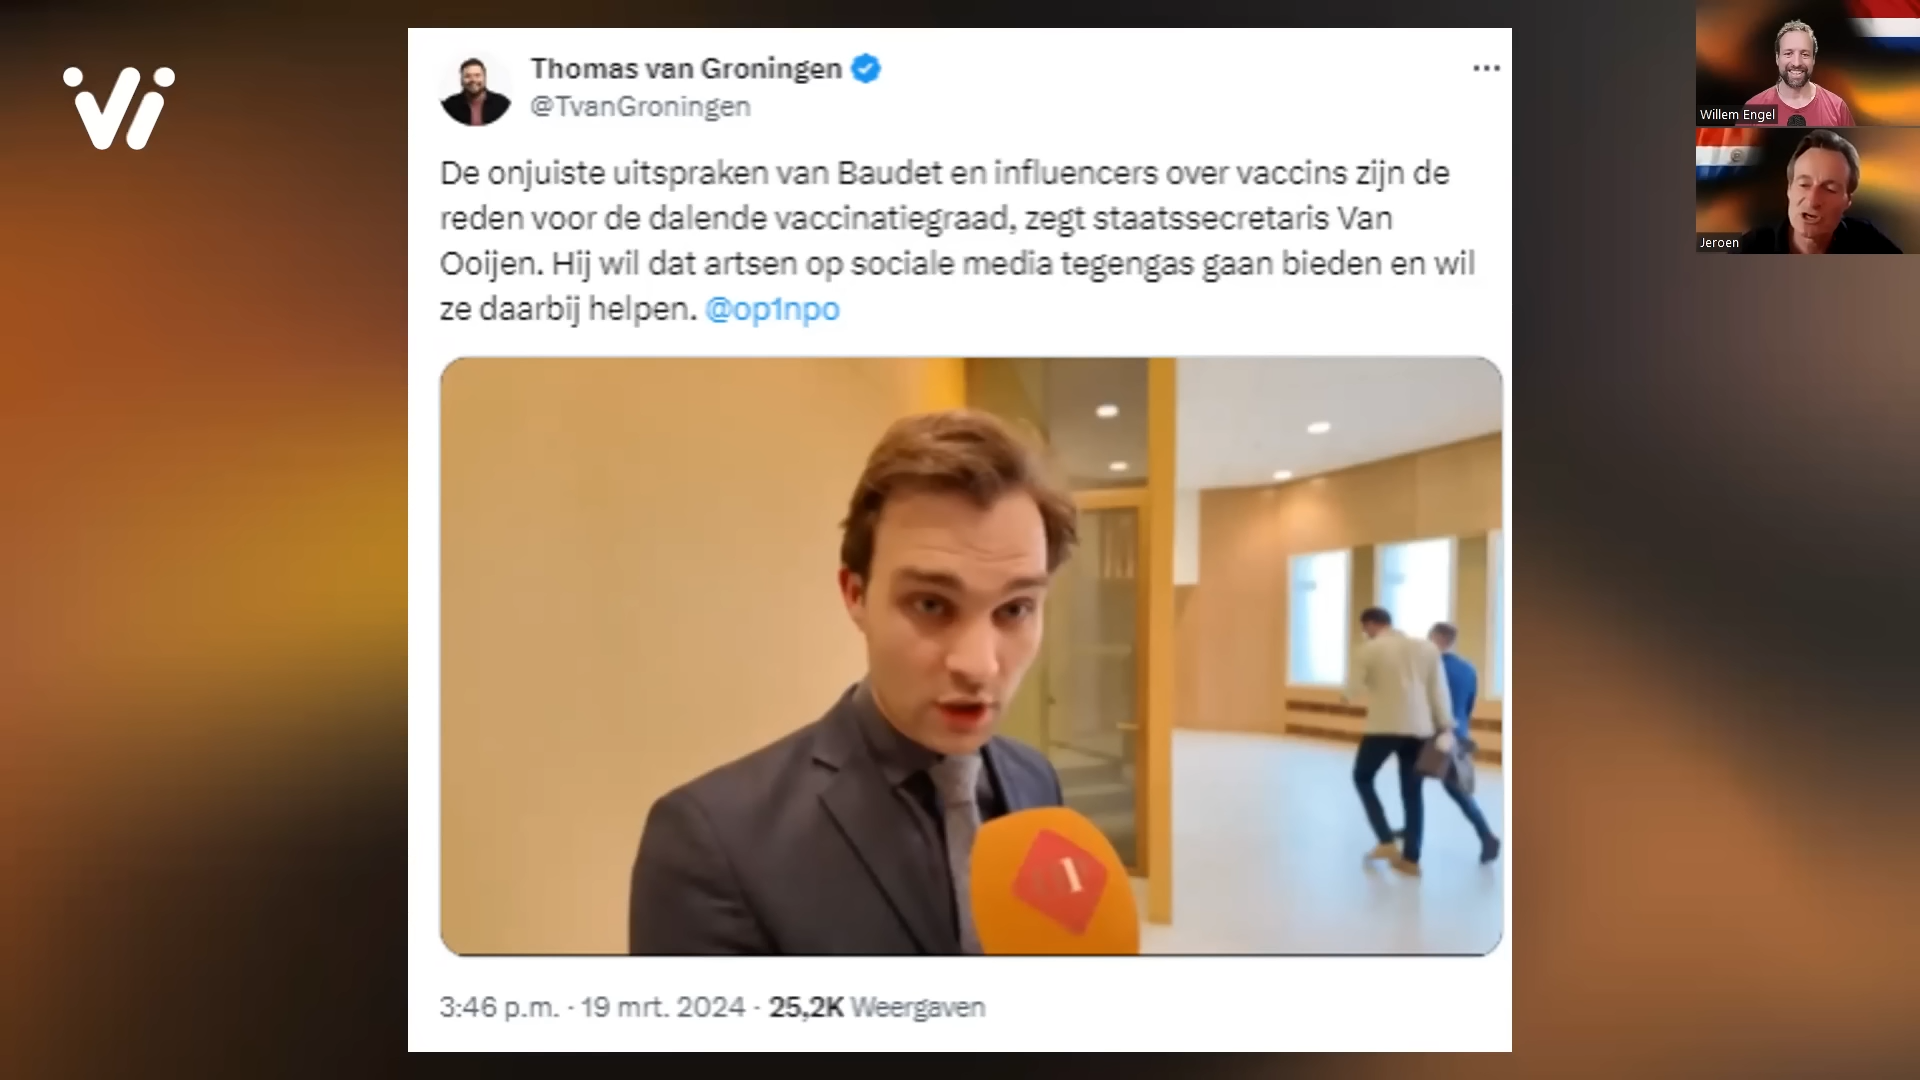 Vi
Thomas van Groningen
@TvanGroningen
De onjuiste uitspraken van Baudet en influencers over vaccins zijn de
reden voor de dalende vaccinatiegraad, zegt staatssecretaris Van
Ooijen. Hij wil dat artsen op sociale media tegengas gaan bieden en wil
ze daarbij helpen. @op1npo
1
3:46 p.m. · 19 mrt. 2024 · 25,2K Weergaven
Willem Engel
Jeroen